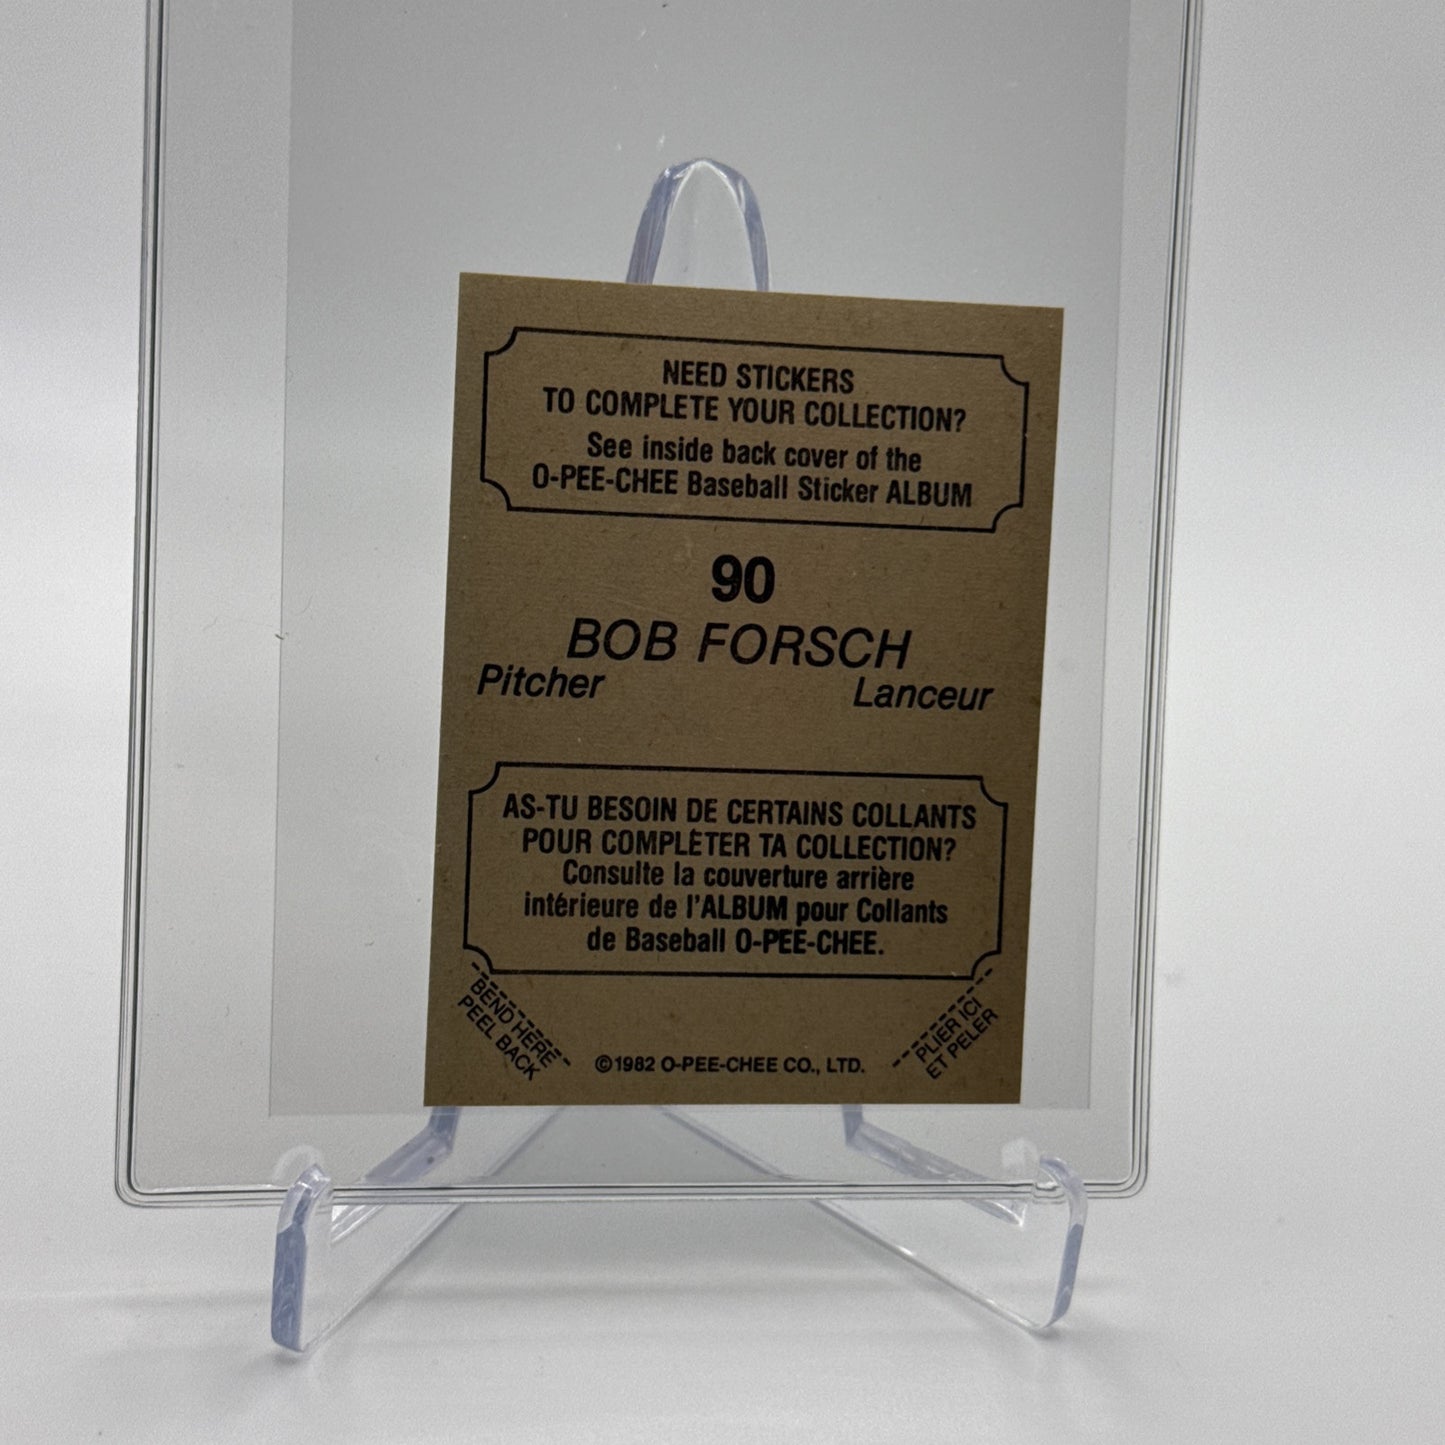 NEED STICKERS
TO COMPLETE YOUR COLLECTION?
See inside back cover of the
O-PEE-CHEE Baseball Sticker ALBUM
90
BOB FORSCH
Pitcher Lanceur
AS-TU BESOIN DE CERTAINS COLLANTS
POUR COMPLÉTER TA COLLECTION?
Consulte la couverture arrière
intérieure de l'ALBUM pour Collants
de Baseball O-PEE-CHEE.
BEND HERE
PEEL BACK
©1982 O-PEE-CHEE CO., LTD.
PLIER ICI
ET PELER